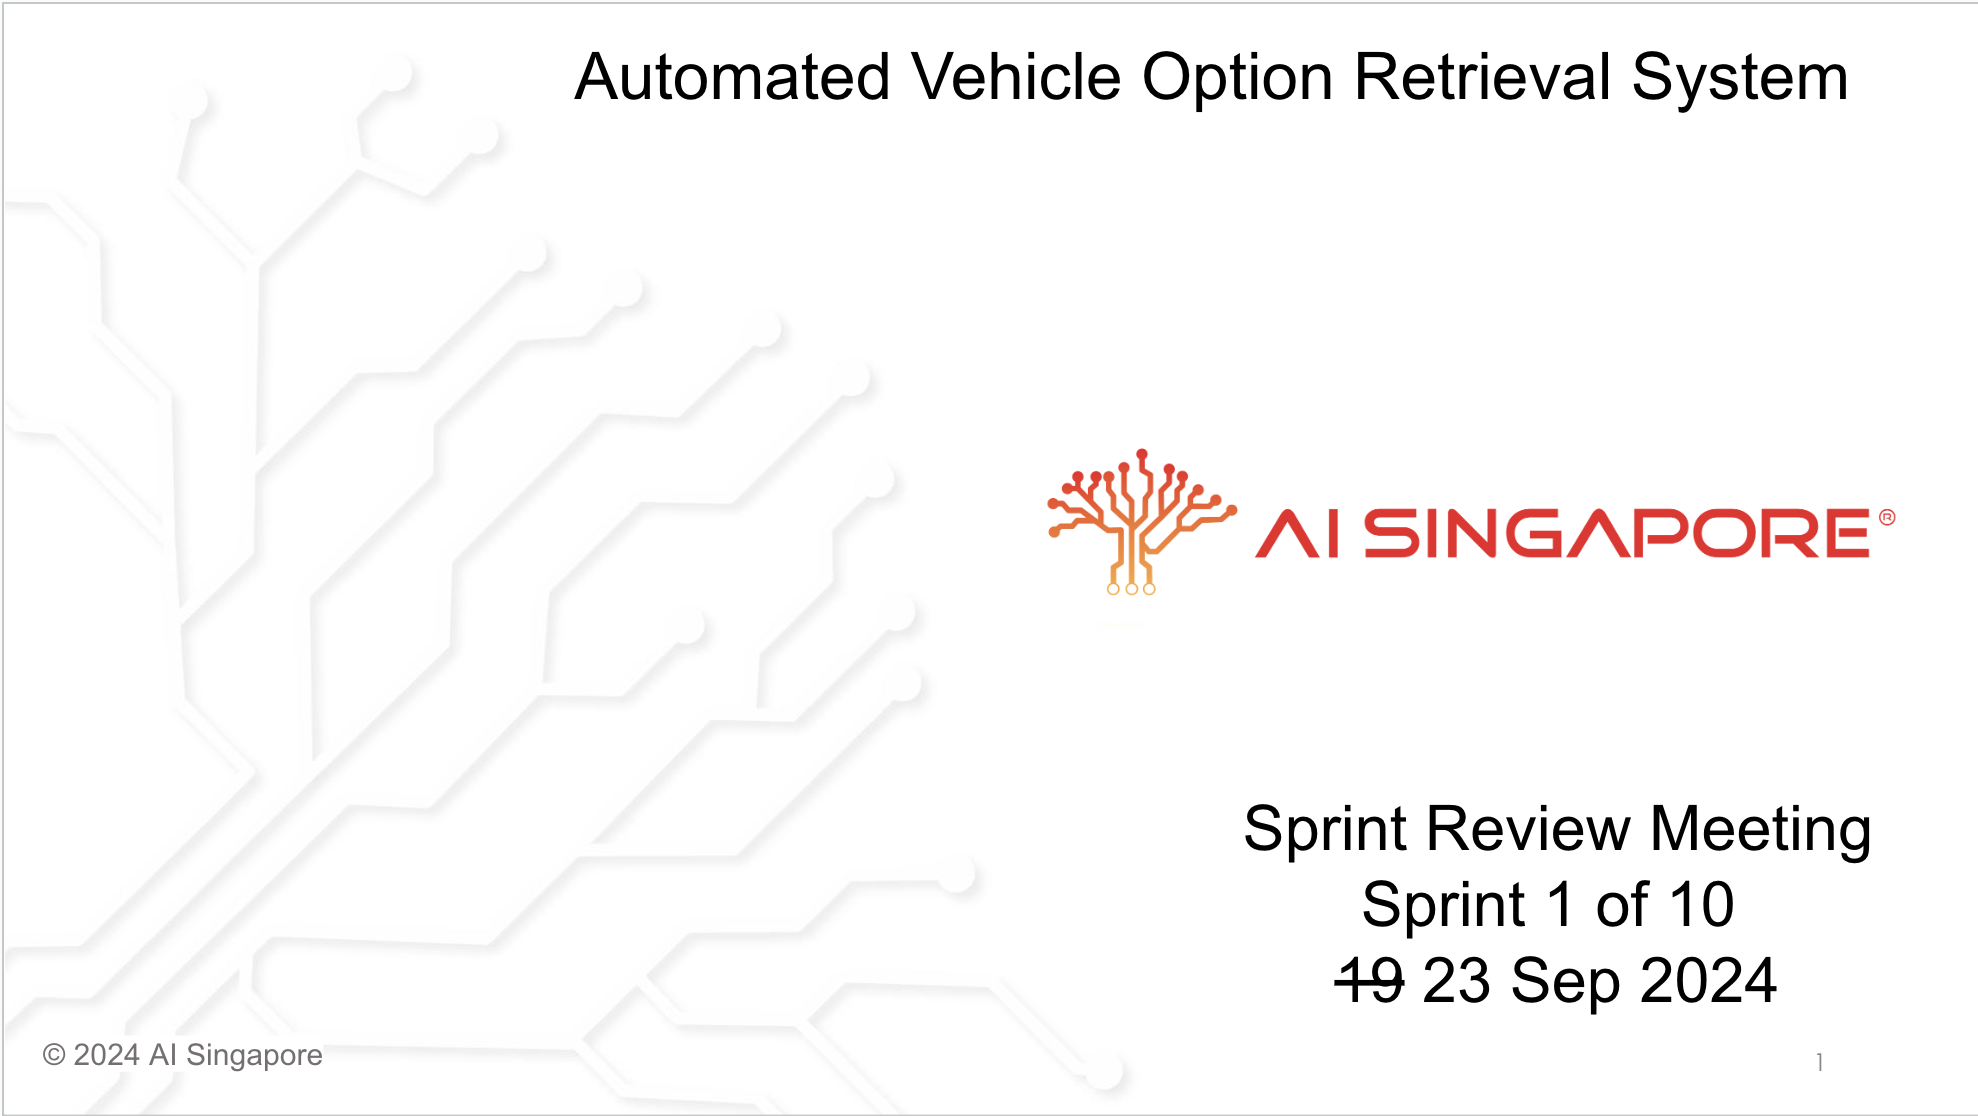 Automated Vehicle Option Retrieval System
AI SINGAPORE®
Sprint Review Meeting
Sprint 1 of 10
19 23 Sep 2024
© 2024 AI Singapore
1